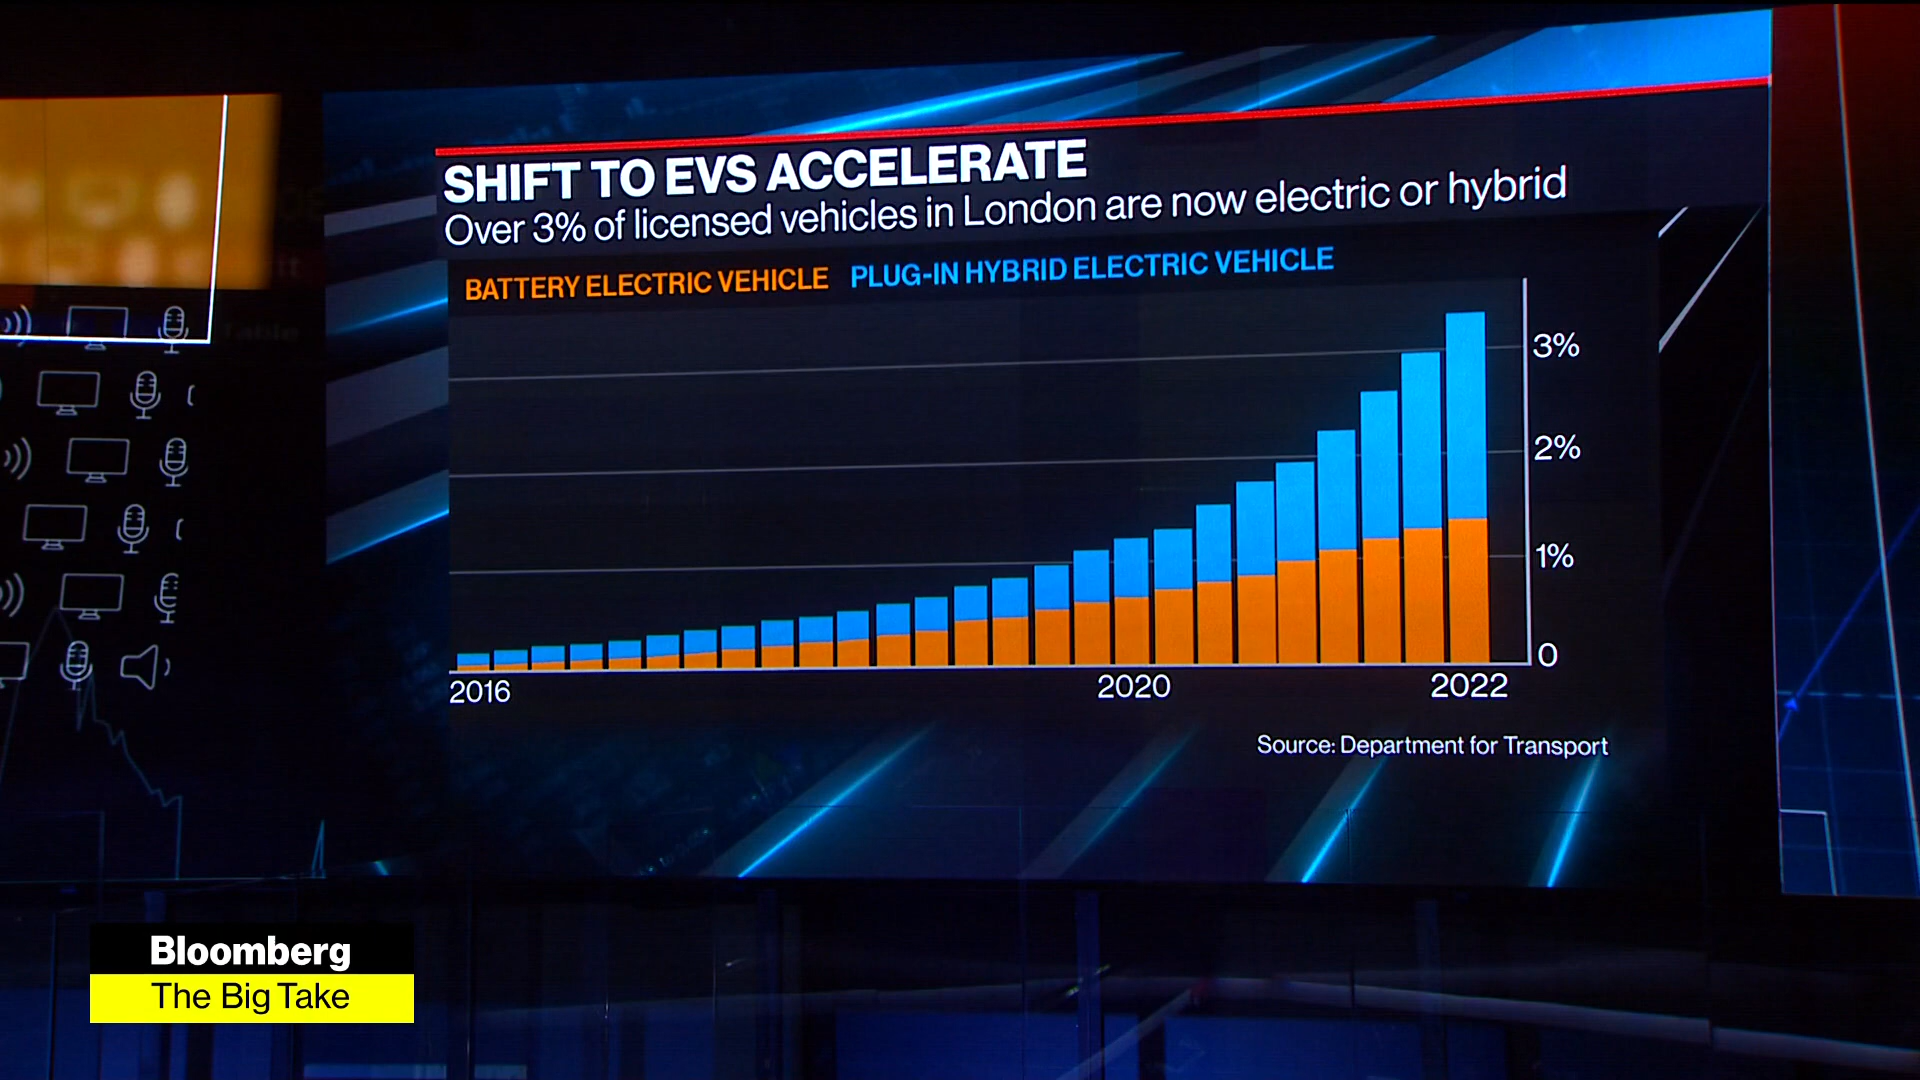 SHIFT TO EVS ACCELERATE
Over 3% of licensed vehicles in London are now electric or hybrid
BATTERY ELECTRIC VEHICLE PLUG-IN HYBRID ELECTRIC VEHICLE
3%
2%
1%
0
2016 2020 2022
Source: Department for Transport
Bloomberg
The Big Take